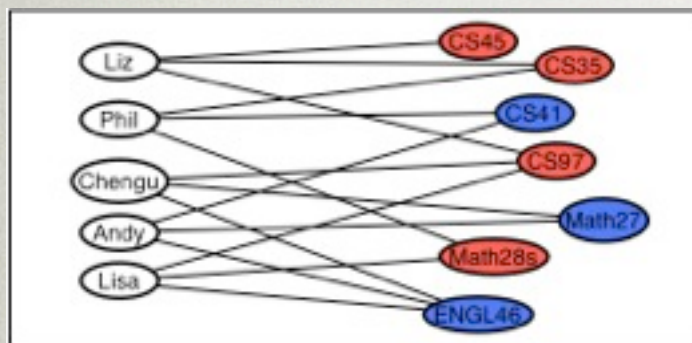 Liz
Phil
Chengu
Andy
Lisa
CS45
CS35
CS41
CS97
Math27
Math28s
ENGL46